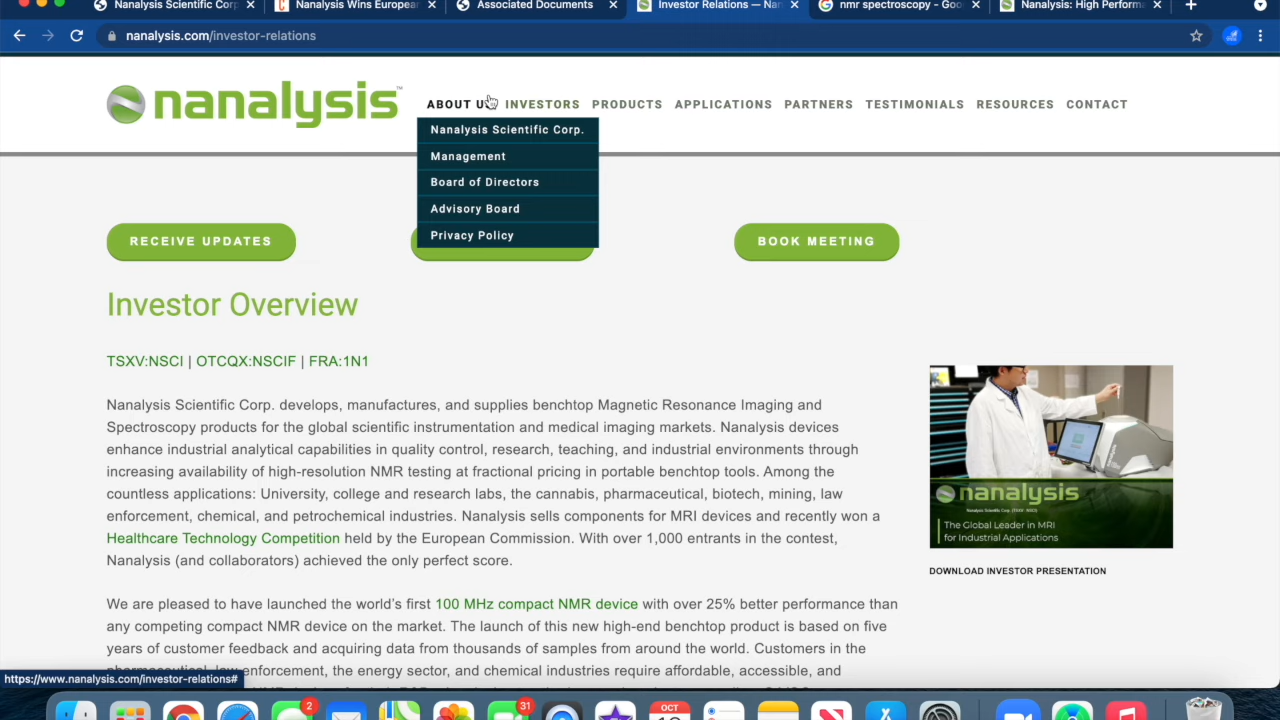 Nanalysis Scientific Corp
Nanalysis Wins European
Associated Documents
Investor Relations — Nan
nmr spectroscopy - Goo
Nanalysis: High Perform
nanalysis.com/investor-relations
nanalysis™
ABOUT US INVESTORS PRODUCTS APPLICATIONS PARTNERS TESTIMONIALS RESOURCES CONTACT
Nanalysis Scientific Corp.
Management
Board of Directors
Advisory Board
Privacy Policy
RECEIVE UPDATES
BOOK MEETING
Investor Overview
TSXV:NSCI | OTCQX:NSCIF | FRA:1N1
Nanalysis Scientific Corp. develops, manufactures, and supplies benchtop Magnetic Resonance Imaging and
Spectroscopy products for the global scientific instrumentation and medical imaging markets. Nanalysis devices
enhance industrial analytical capabilities in quality control, research, teaching, and industrial environments through
increasing availability of high-resolution NMR testing at fractional pricing in portable benchtop tools. Among the
countless applications: University, college and research labs, the cannabis, pharmaceutical, biotech, mining, law
enforcement, chemical, and petrochemical industries. Nanalysis sells components for MRI devices and recently won a
Healthcare Technology Competition held by the European Commission. With over 1,000 entrants in the contest,
Nanalysis (and collaborators) achieved the only perfect score.
We are pleased to have launched the world's first 100 MHz compact NMR device with over 25% better performance than
any competing compact NMR device on the market. The launch of this new high-end benchtop product is based on five
years of customer feedback and acquiring data from thousands of samples from around the world. Customers in the
pharmaceutical, law enforcement, the energy sector, and chemical industries require affordable, accessible, and
nanalysis
Nanalysis Scientific Corp. (TSXV: NSCI)
The Global Leader in MRI
for Industrial Applications
DOWNLOAD INVESTOR PRESENTATION
https://www.nanalysis.com/investor-relations#
2
31
OCT